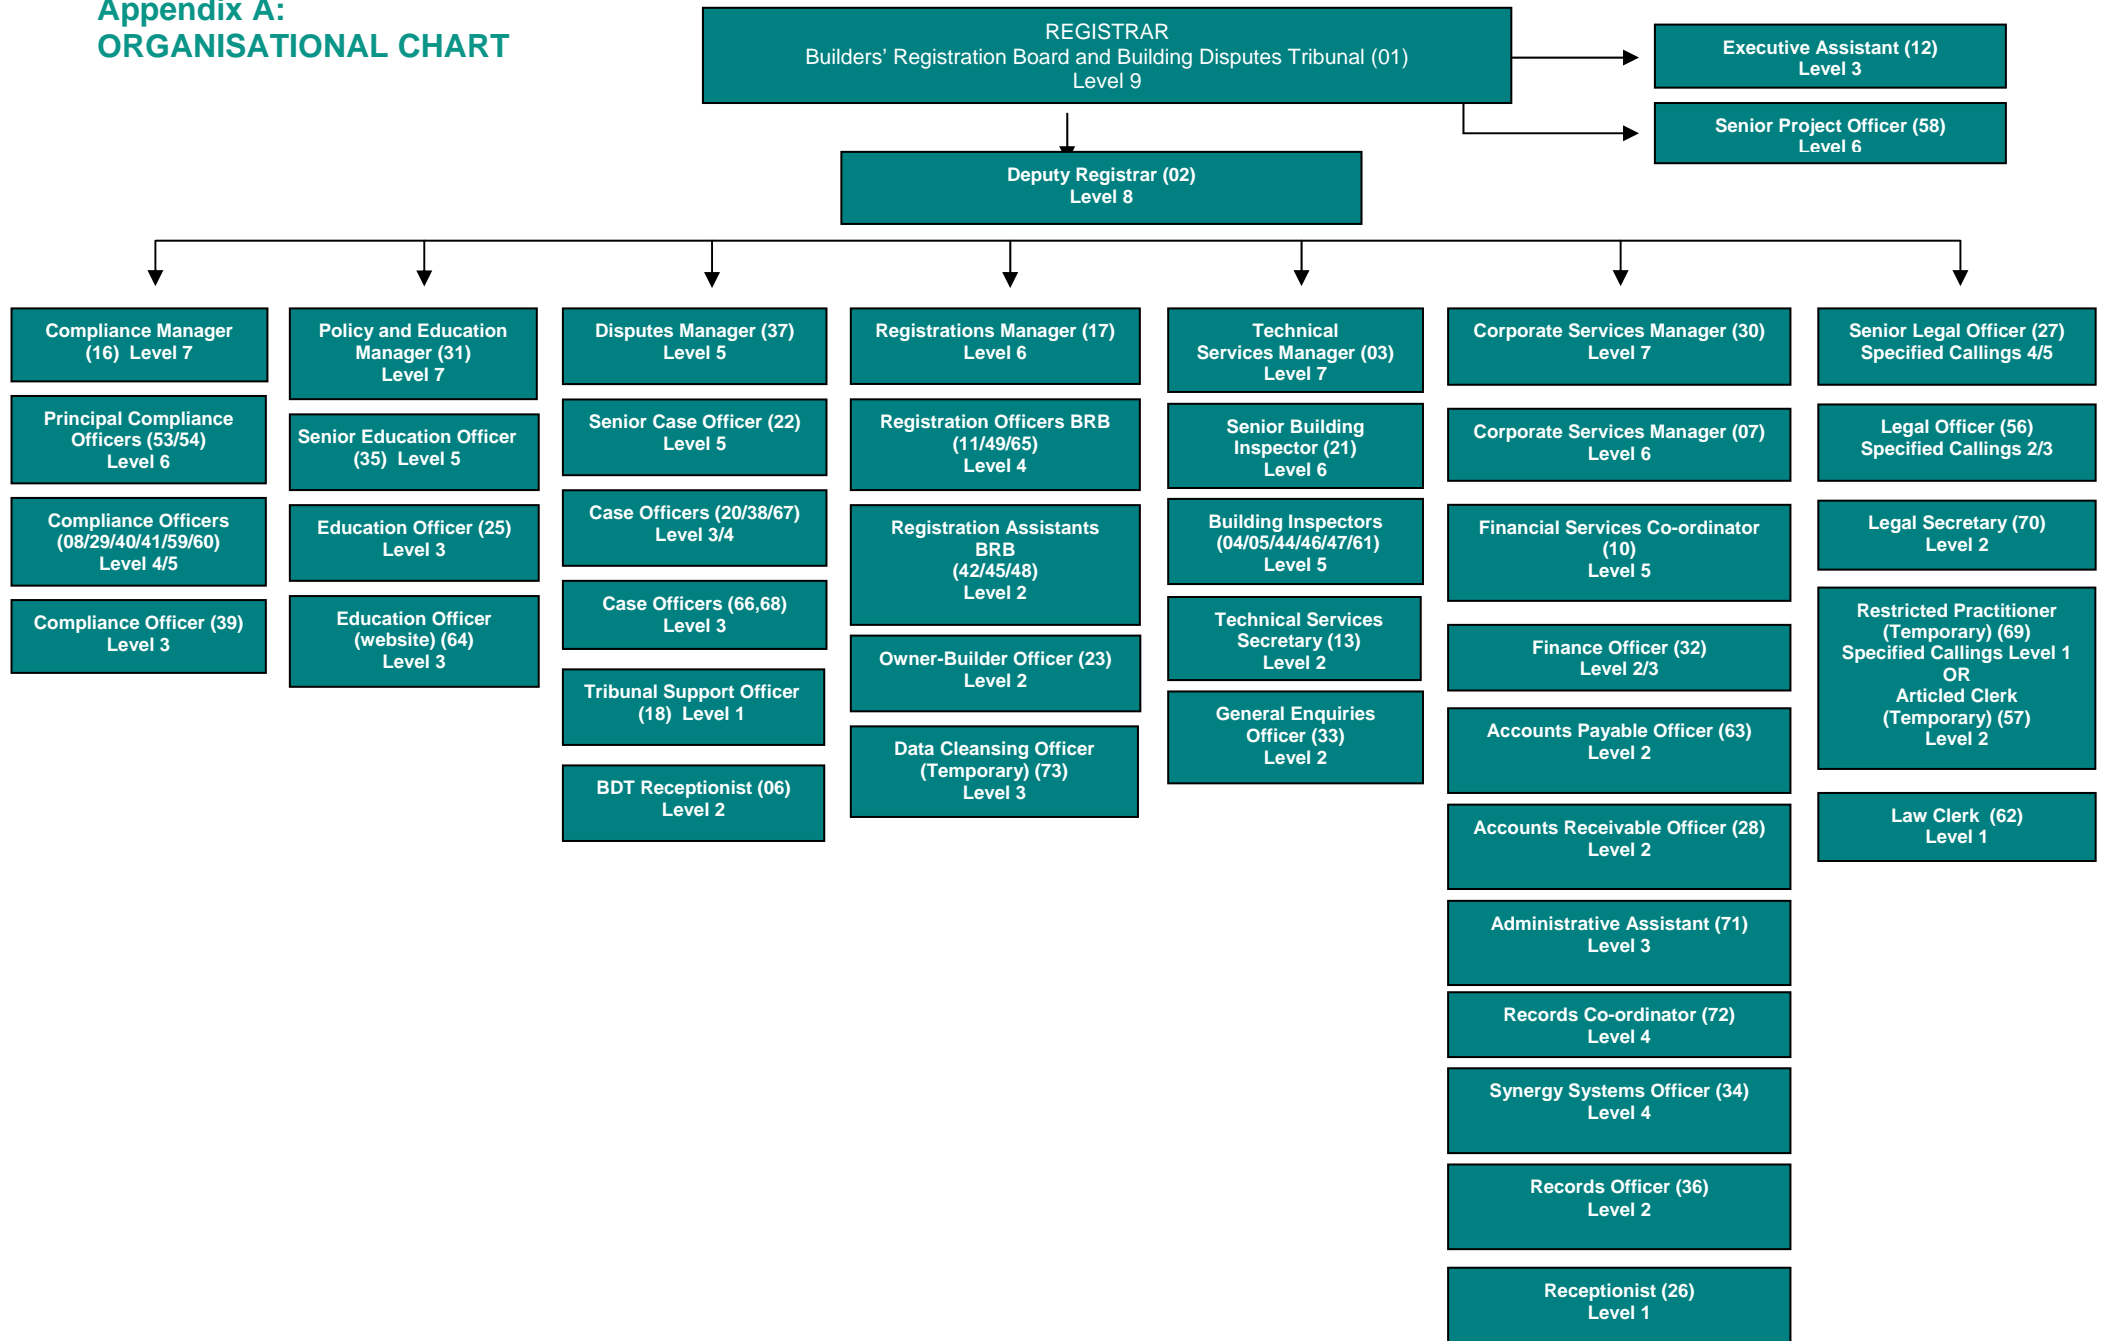 Appendix A:
ORGANISATIONAL CHART
REGISTRAR
Builders' Registration Board and Building Disputes Tribunal (01)
Level 9
Executive Assistant (12)
Level 3
Senior Project Officer (58)
Level 6
Deputy Registrar (02)
Level 8
Compliance Manager
(16) Level 7
Principal Compliance
Officers (53/54)
Level 6
Compliance Officers
(08/29/40/41/59/60)
Level 4/5
Compliance Officer (39)
Level 3
Policy and Education
Manager (31)
Level 7
Senior Education Officer
(35) Level 5
Education Officer (25)
Level 3
Education Officer
(website) (64)
Level 3
Disputes Manager (37)
Level 5
Senior Case Officer (22)
Level 5
Case Officers (20/38/67)
Level 3/4
Case Officers (66,68)
Level 3
Tribunal Support Officer
(18) Level 1
BDT Receptionist (06)
Level 2
Registrations Manager (17)
Level 6
Registration Officers BRB
(11/49/65)
Level 4
Registration Assistants
BRB
(42/45/48)
Level 2
Owner-Builder Officer (23)
Level 2
Data Cleansing Officer
(Temporary) (73)
Level 3
Technical
Services Manager (03)
Level 7
Senior Building
Inspector (21)
Level 6
Building Inspectors
(04/05/44/46/47/61)
Level 5
Technical Services
Secretary (13)
Level 2
General Enquiries
Officer (33)
Level 2
Corporate Services Manager (30)
Level 7
Corporate Services Manager (07)
Level 6
Financial Services Co-ordinator
(10)
Level 5
Finance Officer (32)
Level 2/3
Accounts Payable Officer (63)
Level 2
Accounts Receivable Officer (28)
Level 2
Administrative Assistant (71)
Level 3
Records Co-ordinator (72)
Level 4
Synergy Systems Officer (34)
Level 4
Records Officer (36)
Level 2
Receptionist (26)
Level 1
Senior Legal Officer (27)
Specified Callings 4/5
Legal Officer (56)
Specified Callings 2/3
Legal Secretary (70)
Level 2
Restricted Practitioner
(Temporary) (69)
Specified Callings Level 1
OR
Articled Clerk
(Temporary) (57)
Level 2
Law Clerk (62)
Level 1